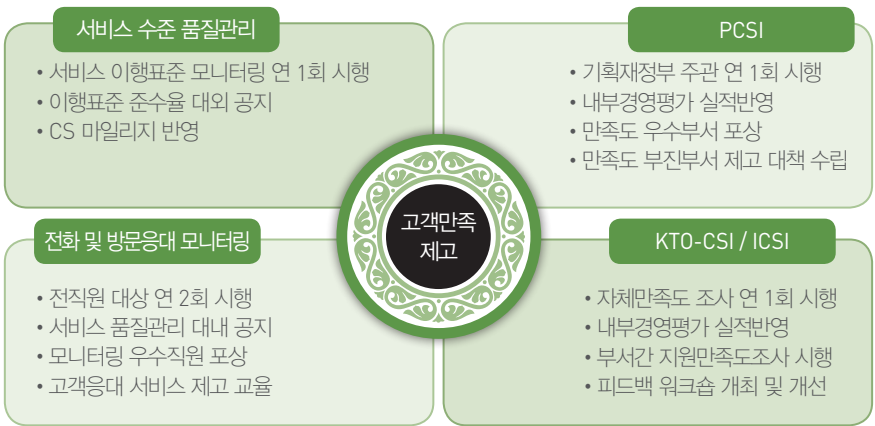 서비스 수준 품질관리
• 서비스 이행표준 모니터링 연 1회 시행
• 이행표준 준수율 대외 공지
• CS 마일리지 반영
PCSI
• 기획재정부 주관 연 1회 시행
• 내부경영평가 실적반영
• 만족도 우수부서 포상
• 만족도 부진부서 제고 대책 수립
고객만족
제고
전화 및 방문응대 모니터링
• 전직원 대상 연 2회 시행
• 서비스 품질관리 대내 공지
• 모니터링 우수직원 포상
• 고객응대 서비스 제고 교율
KTO-CSI / ICSI
• 자체만족도 조사 연 1회 시행
• 내부경영평가 실적반영
• 부서간 지원만족도조사 시행
• 피드백 워크숍 개최 및 개선